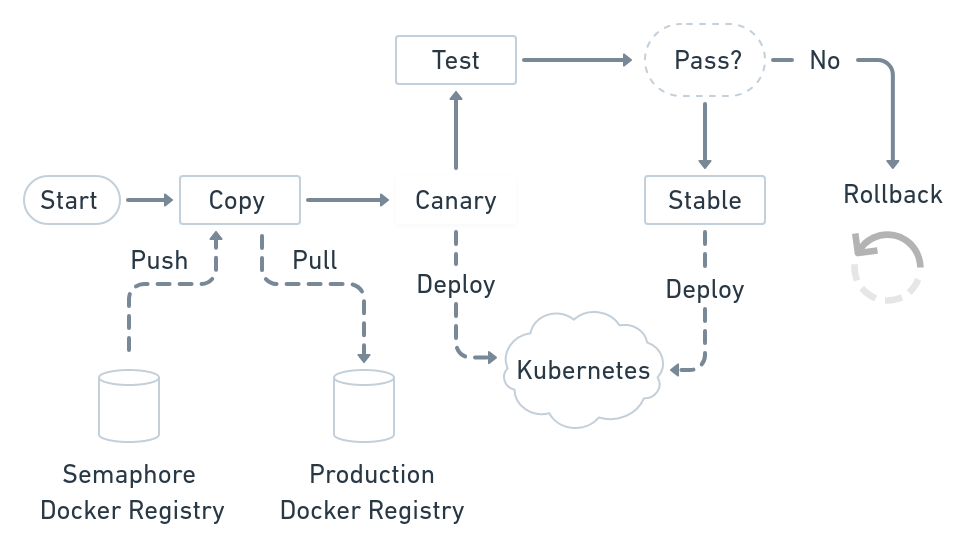 Test
Pass?
No
Start
Copy
Canary
Stable
Rollback
Push
Pull
Deploy
Deploy
Kubernetes
Semaphore
Docker Registry
Production
Docker Registry